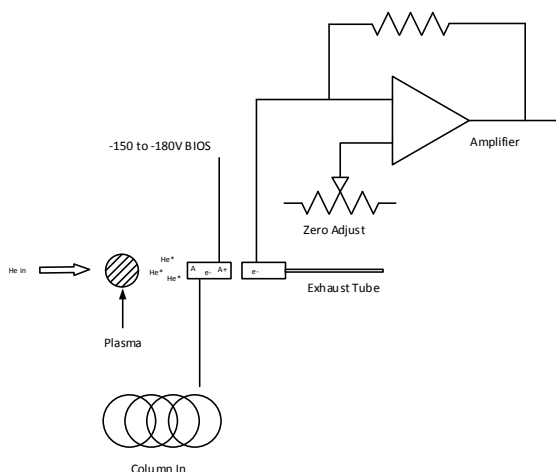 -150 to -180V BIOS
Amplifier
Zero Adjust
He in
He*
He*
He*
A
e-
A+
e-
Exhaust Tube
Plasma
Column In